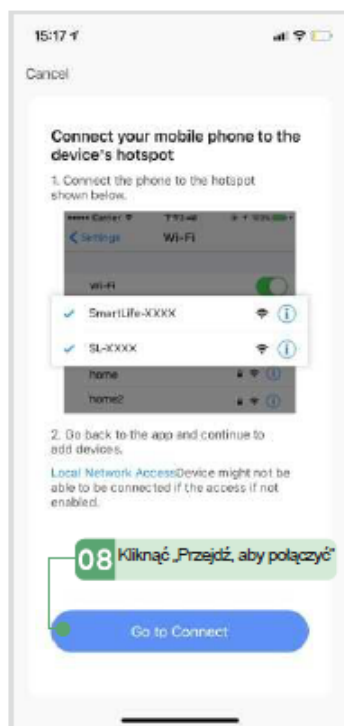 15:17
Cancel
Connect your mobile phone to the
device's hotspot
1. Connect the phone to the hotspot
shown below.
Carrier
Settings Wi-Fi
Wi-Fi
SmartLife-XXXX
SL-XXXX
home
home2
2. Go back to the app and continue to
add devices.
Local Network AccessDevice might not be
able to be connected if the access if not
enabled.
08 Kliknąć „Przejdź, aby połączyć"
Go to Connect